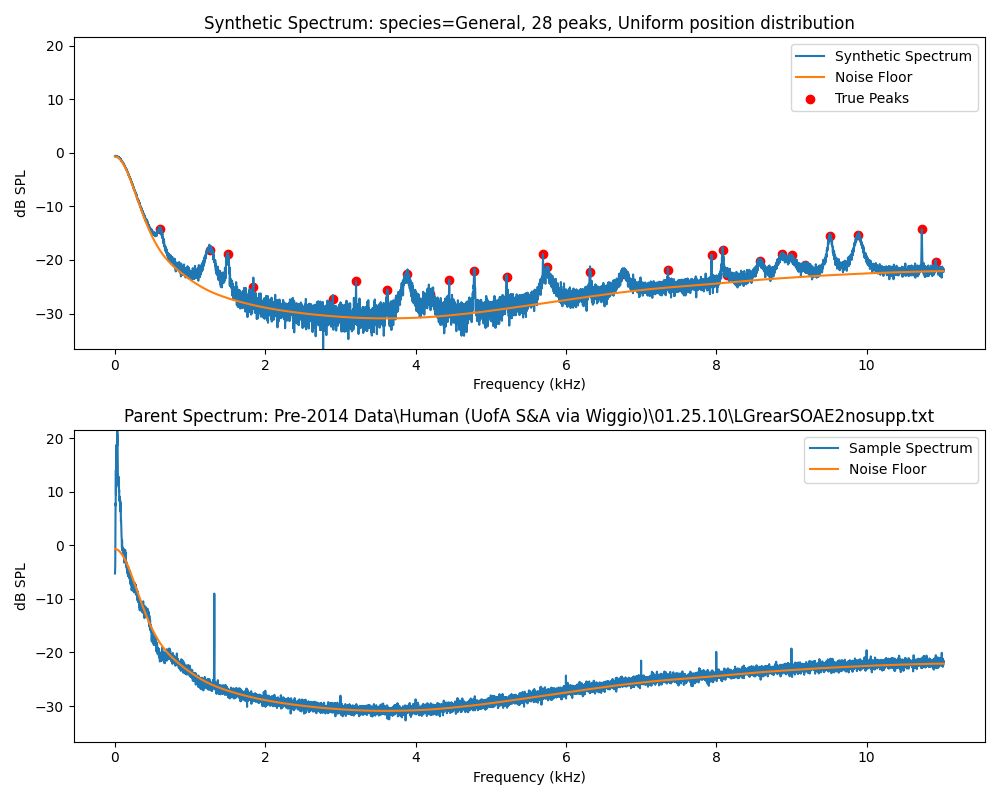 Synthetic Spectrum: species=General, 28 peaks, Uniform position distribution
20
10
0
−10
−20
−30
dB SPL
Synthetic Spectrum
Noise Floor
True Peaks
0 2 4 6 8 10
Frequency (kHz)
Parent Spectrum: Pre-2014 Data\Human (UofA S&A via Wiggio)\01.25.10\LGrearSOAE2nosupp.txt
20
10
0
−10
−20
−30
dB SPL
Sample Spectrum
Noise Floor
0 2 4 6 8 10
Frequency (kHz)